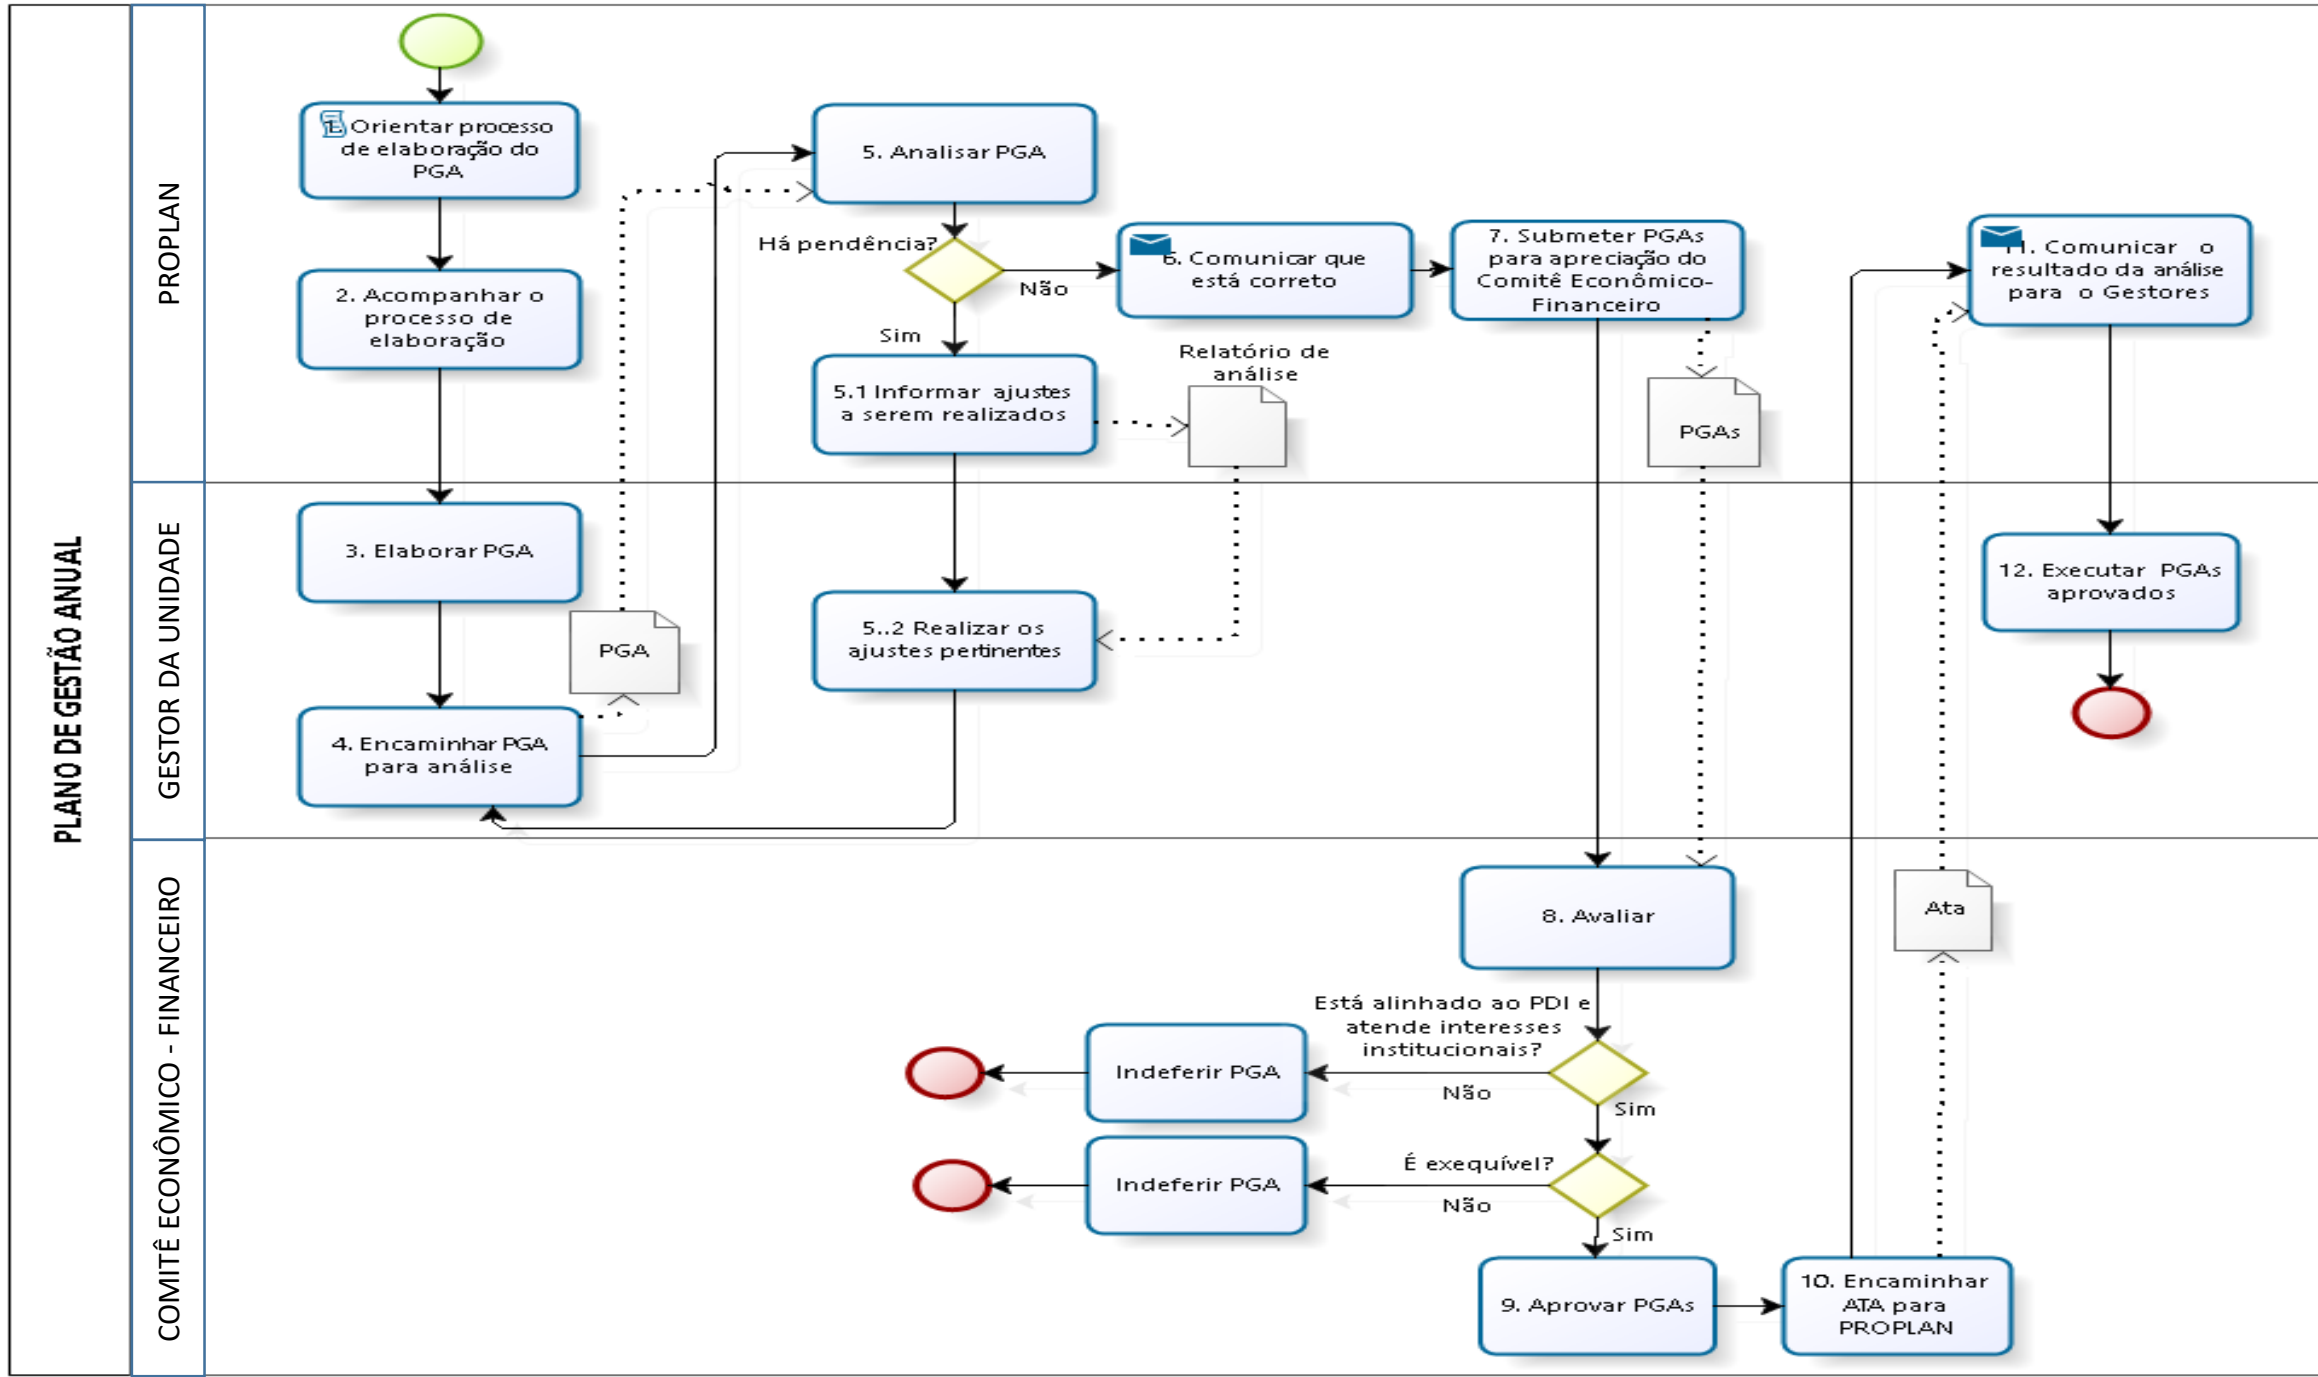 PLANO DE GESTÃO ANUAL
PROPLAN
1. Orientar processo
de elaboração do
PGA
2. Acompanhar o
processo de
elaboração
5. Analisar PGA
Há pendência?
Não
Sim
6. Comunicar que
está correto
7. Submeter PGAs
para apreciação do
Comitê Econômico-
Financeiro
5.1 Informar ajustes
a serem realizados
Relatório de
análise
PGAs
11. Comunicar o
resultado da análise
para o Gestores
GESTOR DA UNIDADE
3. Elaborar PGA
PGA
4. Encaminhar PGA
para análise
5..2 Realizar os
ajustes pertinentes
12. Executar PGAs
aprovados
COMITÊ ECONÔMICO - FINANCEIRO
8. Avaliar
Ata
Está alinhado ao PDI e
atende interesses
institucionais?
Não
Sim
Indeferir PGA
É exequível?
Não
Sim
Indeferir PGA
9. Aprovar PGAs
10. Encaminhar
ATA para
PROPLAN